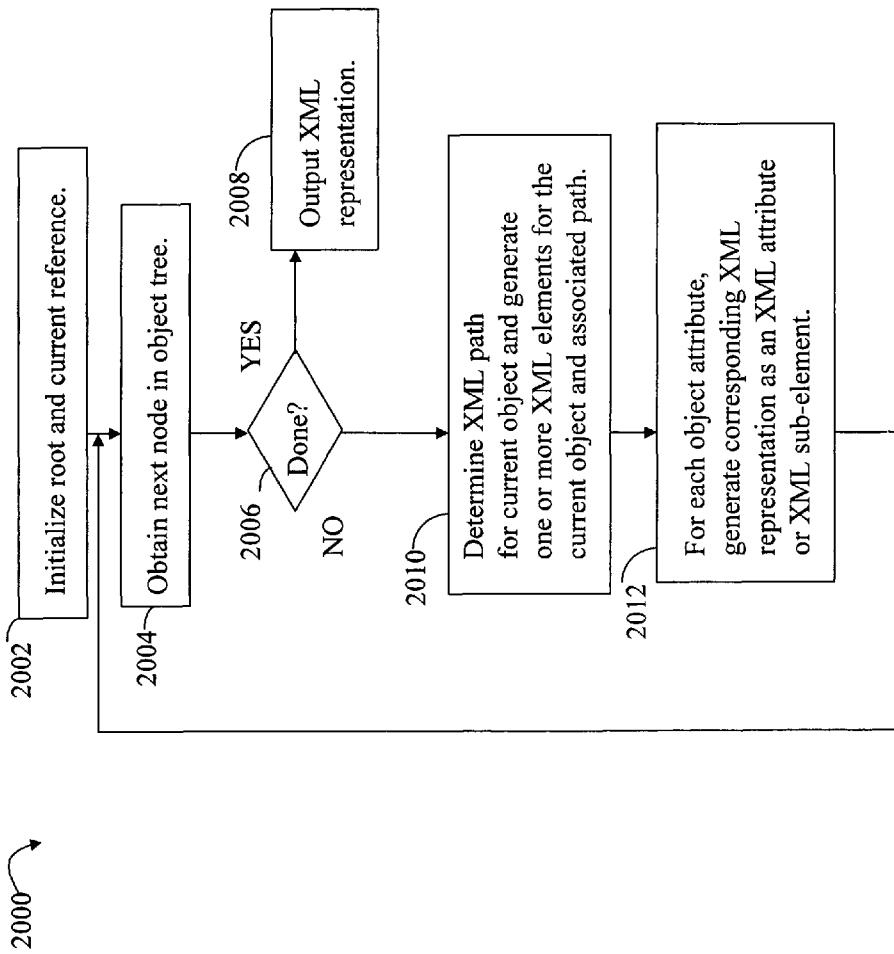 2000
2002
Initialize root and current reference.
2004
Obtain next node in object tree.
2006
Done?
YES
NO
2008
Output XML
representation.
2010
Determine XML path
for current object and generate
one or more XML elements for the
current object and associated path.
2012
For each object attribute,
generate corresponding XML
representation as an XML attribute
or XML sub-element.